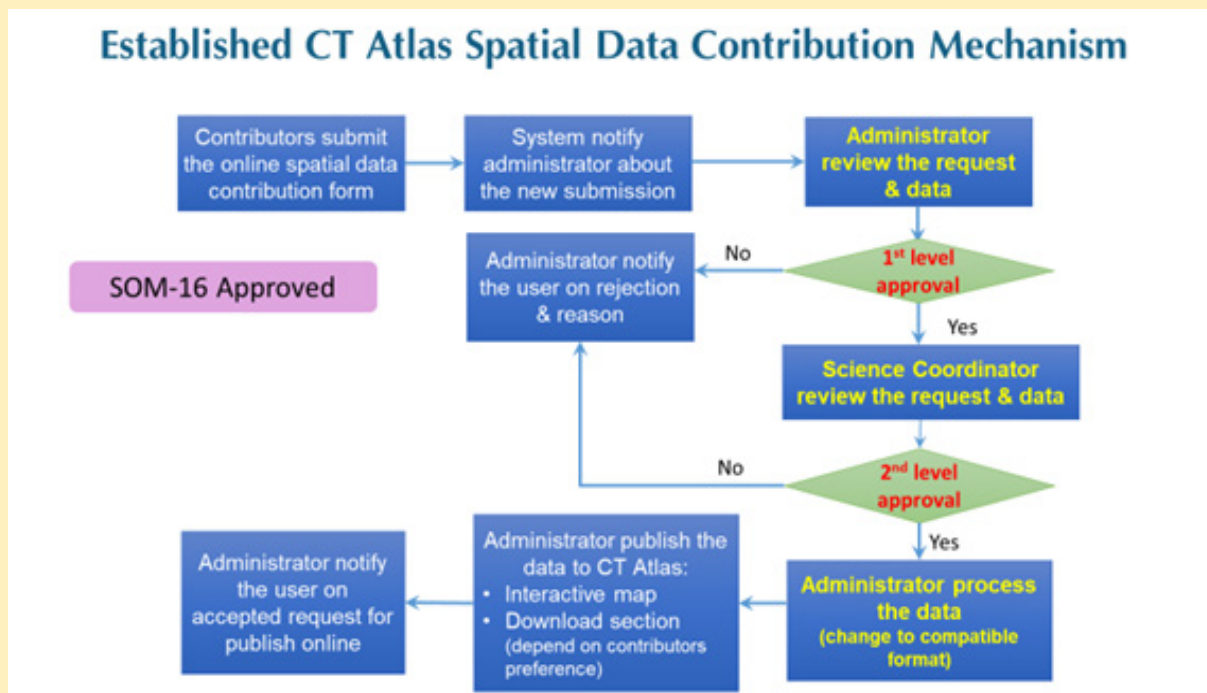 Established CT Atlas Spatial Data Contribution Mechanism
Contributors submit
the online spatial data
contribution form
System notify
administrator about
the new submission
Administrator
review the request
& data
SOM-16 Approved
Administrator notify
the user on rejection
& reason
No
1st level
approval
Yes
Science Coordinator
review the request & data
No
2nd level
approval
Yes
Administrator process
the data
(change to compatible
format)
Administrator publish the
data to CT Atlas:
• Interactive map
• Download section
(depend on contributors
preference)
Administrator notify
the user on
accepted request for
publish online